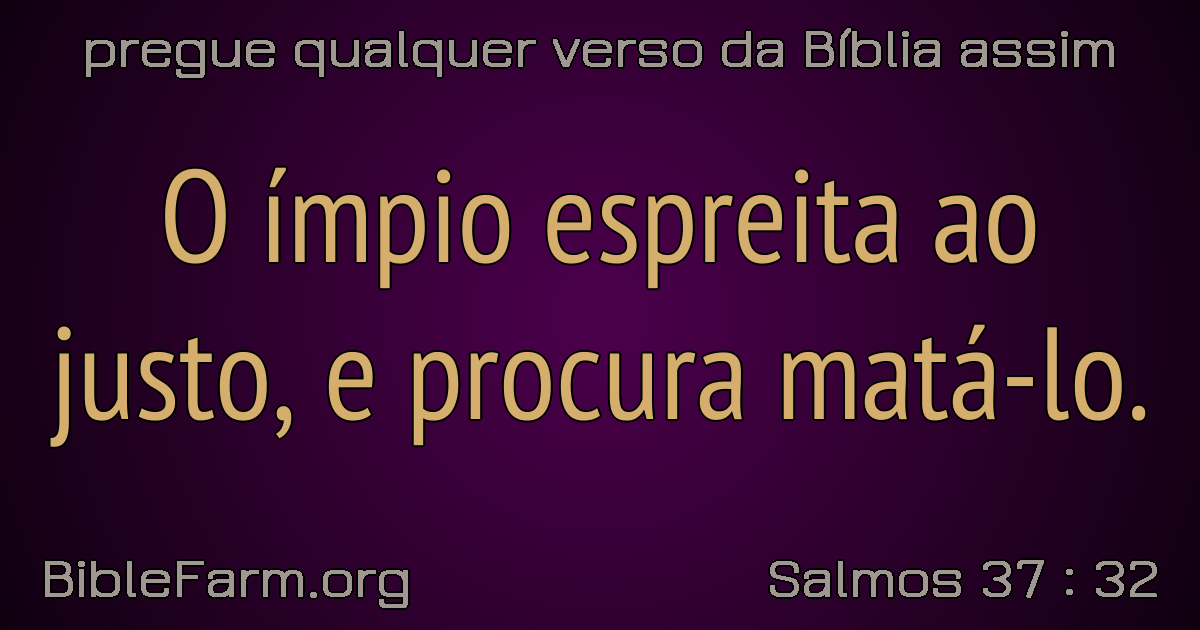 pregue qualquer verso da Bíblia assim
O ímpio espreita ao
justo, e procura matá-lo.
BibleFarm.org
Salmos 37 : 32